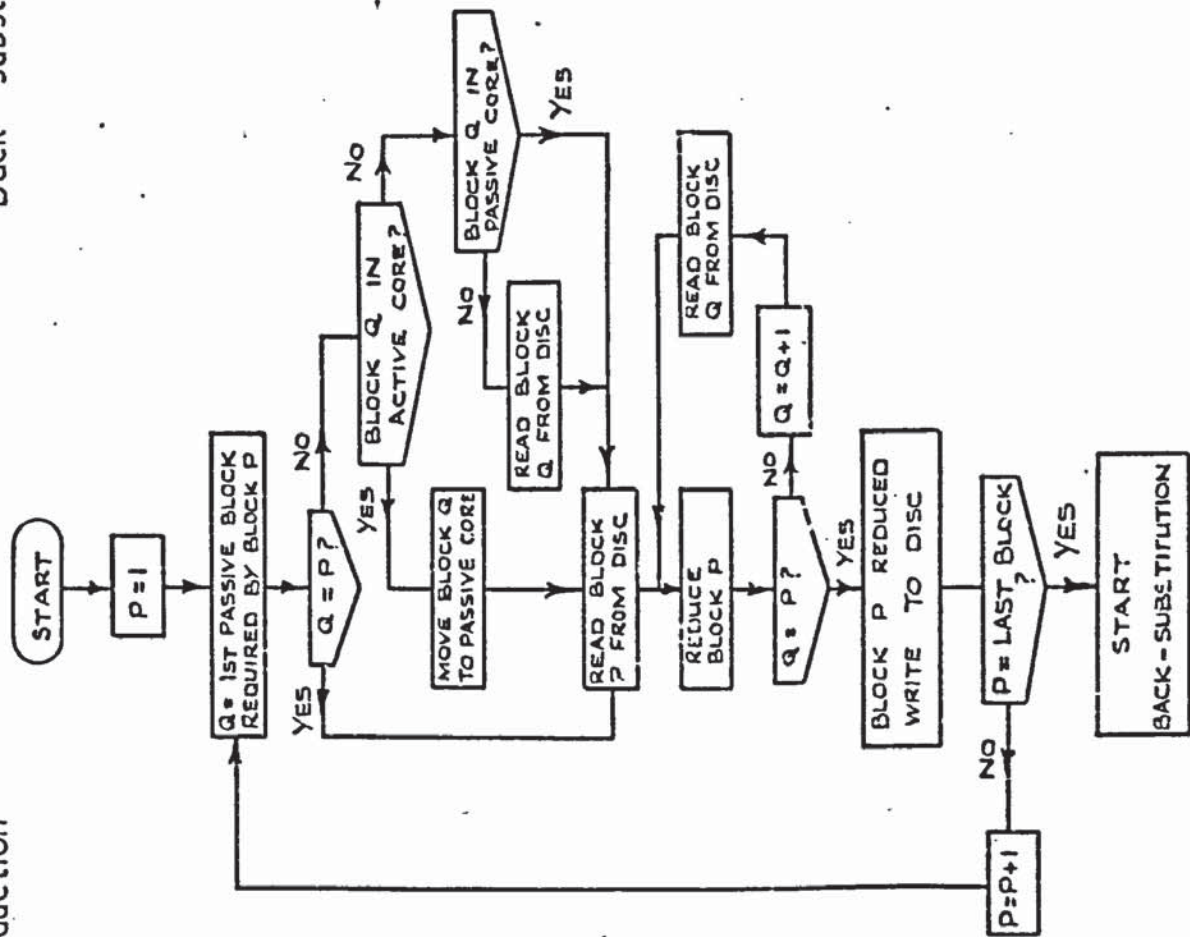 duction
Back - subst
START
P = 1
Q = 1ST PASSIVE BLOCK
REQUIRED BY BLOCK P
Q = P?
YES
NO
BLOCK Q IN
ACTIVE CORE?
YES
NO
BLOCK Q IN
PASSIVE CORE?
NO
YES
MOVE BLOCK Q
TO PASSIVE CORE
READ BLOCK
Q FROM DISC
READ BLOCK
P FROM DISC
REDUCE
BLOCK P
READ BLOCK
Q FROM DISC
Q = P?
NO
Q = Q+1
YES
BLOCK P REDUCED
WRITE TO DISC
P = LAST BLOCK
?
NO
P=P+1
YES
START
BACK-SUBSTITUTION